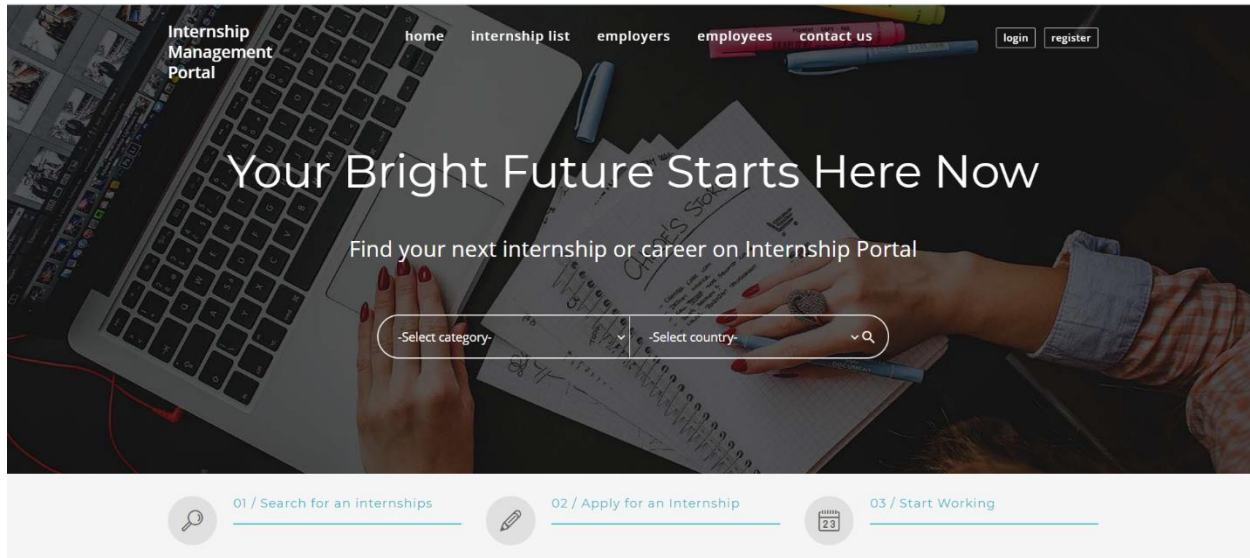 Internship
Management
Portal
home internship list employers employees contact us
login register
Your Bright Future Starts Here Now
Find your next internship or career on Internship Portal
-Select category- -Select country-
01 / Search for an internships
02 / Apply for an Internship
03 / Start Working
23